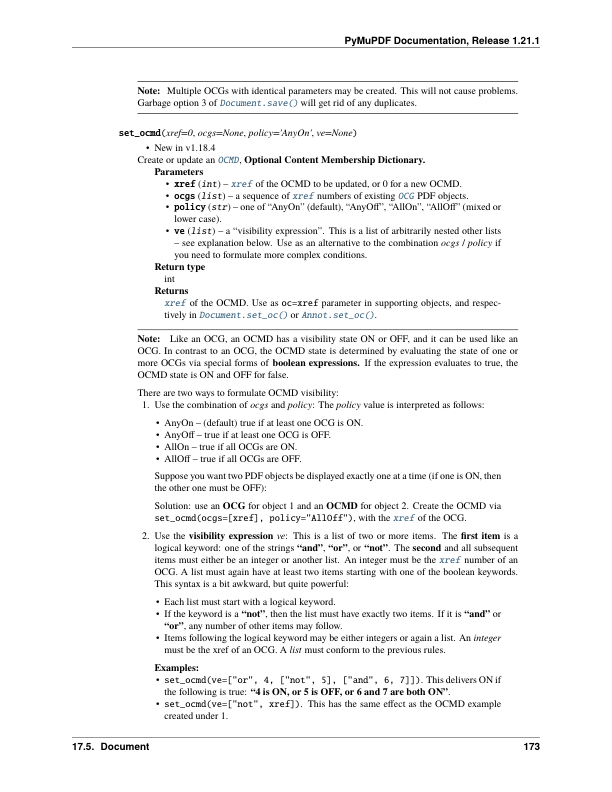 PyMuPDF Documentation, Release 1.21.1
Note: Multiple OCGs with identical parameters may be created. This will not cause problems.
Garbage option 3 of Document.save() will get rid of any duplicates.
set_ocmd(xref=0, ocgs=None, policy='AnyOn', ve=None)
• New in v1.18.4
Create or update an OCMD, Optional Content Membership Dictionary.
Parameters
• xref (int) – xref of the OCMD to be updated, or 0 for a new OCMD.
• ocgs (list) – a sequence of xref numbers of existing OCG PDF objects.
• policy (str) – one of “AnyOn” (default), “AnyOff”, “AllOn”, “AllOff” (mixed or
lower case).
• ve (list) – a “visibility expression”. This is a list of arbitrarily nested other lists
– see explanation below. Use as an alternative to the combination ocgs / policy if
you need to formulate more complex conditions.
Return type
int
Returns
xref of the OCMD. Use as oc=xref parameter in supporting objects, and respec-
tively in Document.set_oc() or Annot.set_oc().
Note: Like an OCG, an OCMD has a visibility state ON or OFF, and it can be used like an
OCG. In contrast to an OCG, the OCMD state is determined by evaluating the state of one or
more OCGs via special forms of boolean expressions. If the expression evaluates to true, the
OCMD state is ON and OFF for false.
There are two ways to formulate OCMD visibility:
1. Use the combination of ocgs and policy: The policy value is interpreted as follows:
• AnyOn – (default) true if at least one OCG is ON.
• AnyOff – true if at least one OCG is OFF.
• AllOn – true if all OCGs are ON.
• AllOff – true if all OCGs are OFF.
Suppose you want two PDF objects be displayed exactly one at a time (if one is ON, then
the other one must be OFF):
Solution: use an OCG for object 1 and an OCMD for object 2. Create the OCMD via
set_ocmd(ocgs=[xref], policy="AllOff"), with the xref of the OCG.
2. Use the visibility expression ve: This is a list of two or more items. The first item is a
logical keyword: one of the strings “and”, “or”, or “not”. The second and all subsequent
items must either be an integer or another list. An integer must be the xref number of an
OCG. A list must again have at least two items starting with one of the boolean keywords.
This syntax is a bit awkward, but quite powerful:
• Each list must start with a logical keyword.
• If the keyword is a “not”, then the list must have exactly two items. If it is “and” or
“or”, any number of other items may follow.
• Items following the logical keyword may be either integers or again a list. An integer
must be the xref of an OCG. A list must conform to the previous rules.
Examples:
• set_ocmd(ve=["or", 4, ["not", 5], ["and", 6, 7]]). This delivers ON if
the following is true: “4 is ON, or 5 is OFF, or 6 and 7 are both ON”.
• set_ocmd(ve=["not", xref]). This has the same effect as the OCMD example
created under 1.
17.5. Document 173